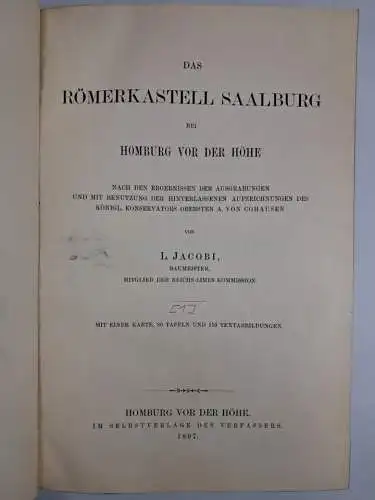 DAS
RÖMERKASTELL SAALBURG
BEI
HOMBURG VOR DER HÖHE
NACH DEN ERGEBNISSEN DER AUSGRABUNGEN
UND MIT BENUTZUNG DER HINTERLASSENEN AUFZEICHNUNGEN DES
KÖNIGL. KONSERVATORS OBERSTEN A. VON COHAUSEN
VON
L. JACOBI,
BAUMEISTER,
MITGLIED DER REICHS-LIMES-KOMMISSION
[1]
MIT EINER KARTE, 80 TAFELN UND 110 TEXTABBILDUNGEN
HOMBURG VOR DER HÖHE.
IM SELBSTVERLAGE DES VERFASSERS.
1897.